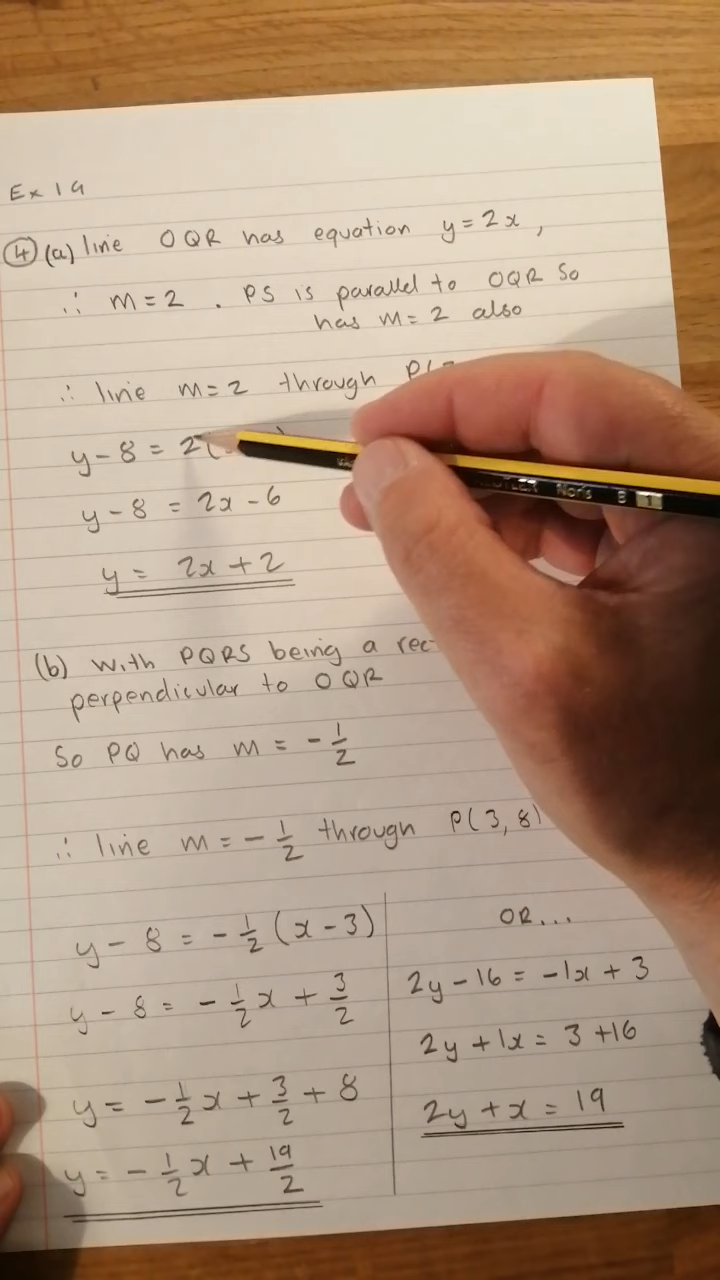 Ex 1G
④ (a) line OQR has equation y = 2x,
∴ m = 2 . PS is parallel to OQR so
has m = 2 also
∴ line m = 2 through P(
y - 8 = 2(
y - 8 = 2x - 6
y = 2x + 2
(b) with PQRS being a rec
perpendicular to OQR
So PQ has m = -1/2
∴ line m = -1/2 through P(3,8)
y - 8 = -1/2 (x - 3)
y - 8 = -1/2 x + 3/2
y = -1/2 x + 3/2 + 8
y = -1/2 x + 19/2
OR...
2y - 16 = -1x + 3
2y + 1x = 3 + 16
2y + x = 19
Noris B 1